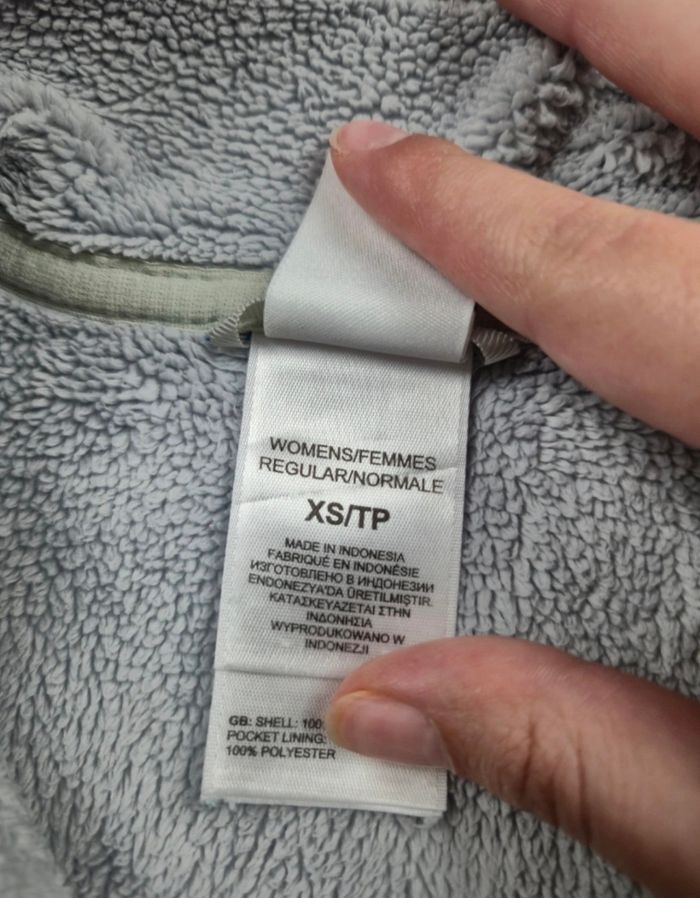 WOMENS/FEMMES
REGULAR/NORMALE
XS/TP
MADE IN INDONESIA
FABRIQUÉ EN INDONÉSIE
ИЗГОТОВЛЕНО В ИНДОНЕЗИИ
ENDONEZYA'DA ÜRETILMIŞTIR.
ΚΑΤΑΣΚΕΥΑΖΕΤΑΙ ΣΤΗΝ
ΙΝΔΟΝΗΣΙΑ
WYPRODUKOWANO W
INDONEZJI
GB: SHELL: 100
POCKET LINING:
100% POLYESTER